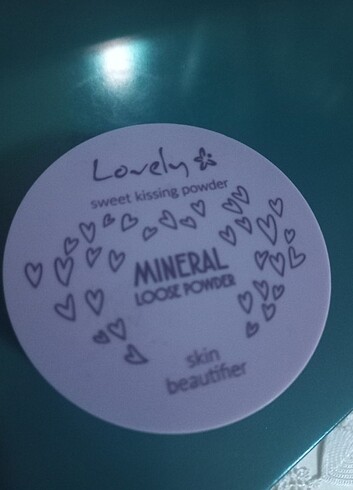 Lovely
sweet kissing powder
MINERAL
LOOSE POWDER
skin
beautifier